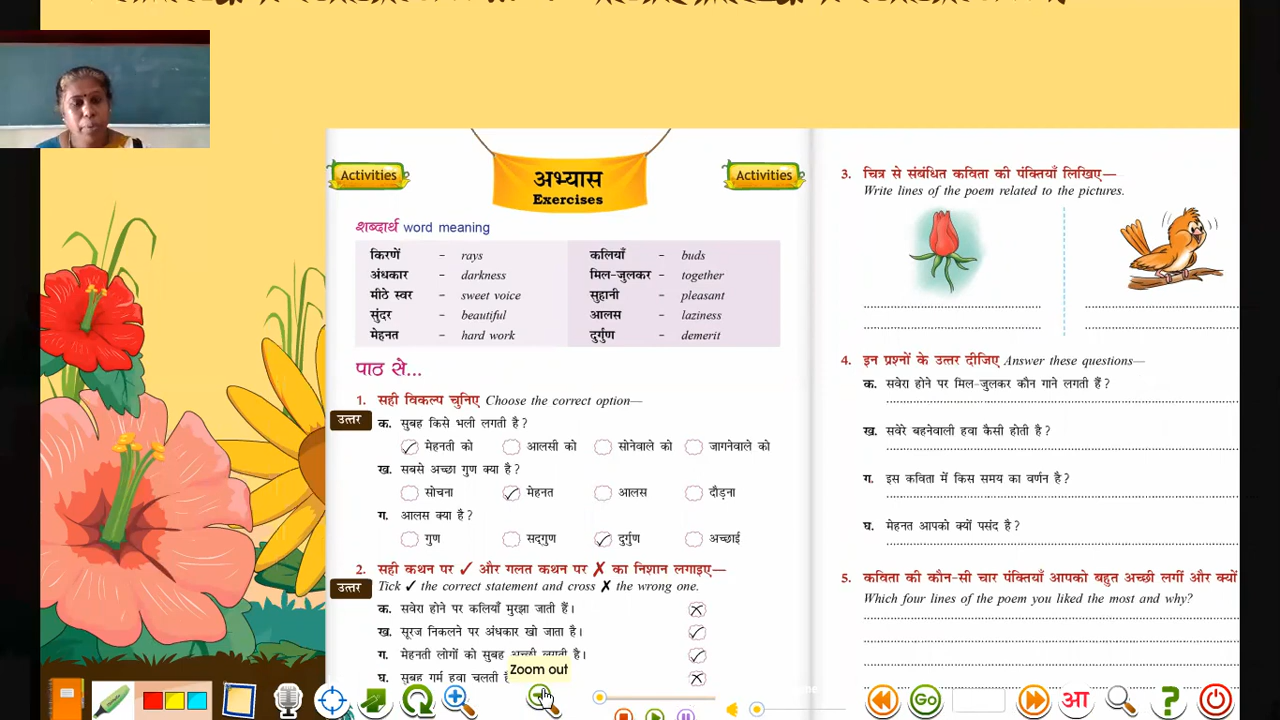 Activities
अभ्यास
Exercises
Activities
शब्दार्थ word meaning
किरणें - rays कलियाँ - buds
अंधकार - darkness मिल-जुलकर - together
मीठे स्वर - sweet voice सुहानी - pleasant
सुंदर - beautiful आलस - laziness
मेहनत - hard work दुर्गुण - demerit
पाठ से...
1. सही विकल्प चुनिए Choose the correct option—
उत्तर
क. सुबह किसे भली लगती है?
मेहनती को आलसी को सोनेवाले को जागनेवाले को
ख. सबसे अच्छा गुण क्या है?
सोचना मेहनत आलस दौड़ना
ग. आलस क्या है?
गुण सद्गुण दुर्गुण अच्छाई
2. सही कथन पर ✓ और गलत कथन पर ✗ का निशान लगाइए—
उत्तर
Tick ✓ the correct statement and cross ✗ the wrong one.
क. सवेरा होने पर कलियाँ मुरझा जाती हैं। ✗
ख. सूरज निकलने पर अंधकार खो जाता है। ✓
ग. मेहनती लोगों को सुबह अच्छी लगती है। ✓
घ. सुबह गर्म हवा चलती ✗
Zoom out
3. चित्र से संबंधित कविता की पंक्तियाँ लिखिए—
Write lines of the poem related to the pictures.
4. इन प्रश्नों के उत्तर दीजिए Answer these questions—
क. सवेरा होने पर मिल-जुलकर कौन गाने लगती हैं?
ख. सवेरे बहनेवाली हवा कैसी होती है?
ग. इस कविता में किस समय का वर्णन है?
घ. मेहनत आपको क्यों पसंद है?
5. कविता की कौन-सी चार पंक्तियाँ आपको बहुत अच्छी लगीं और क्यों
Which four lines of the poem you liked the most and why?
Go
आ
?